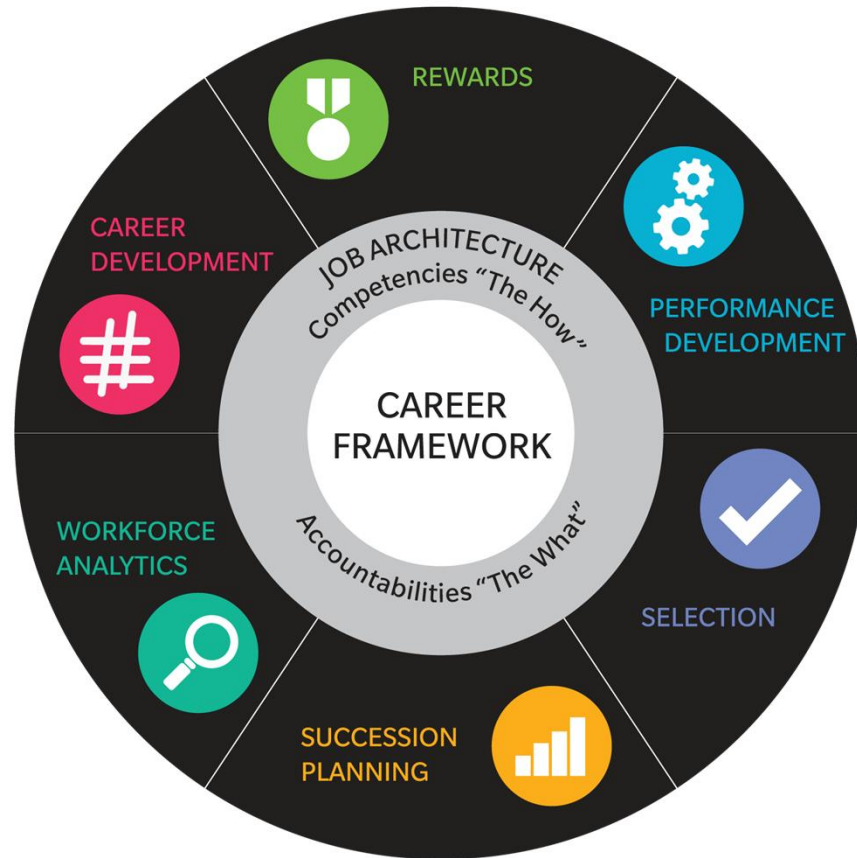 REWARDS
PERFORMANCE
DEVELOPMENT
SELECTION
SUCCESSION
PLANNING
WORKFORCE
ANALYTICS
CAREER
DEVELOPMENT
JOB ARCHITECTURE
Competencies “The How”
CAREER
FRAMEWORK
Accountabilities “The What”